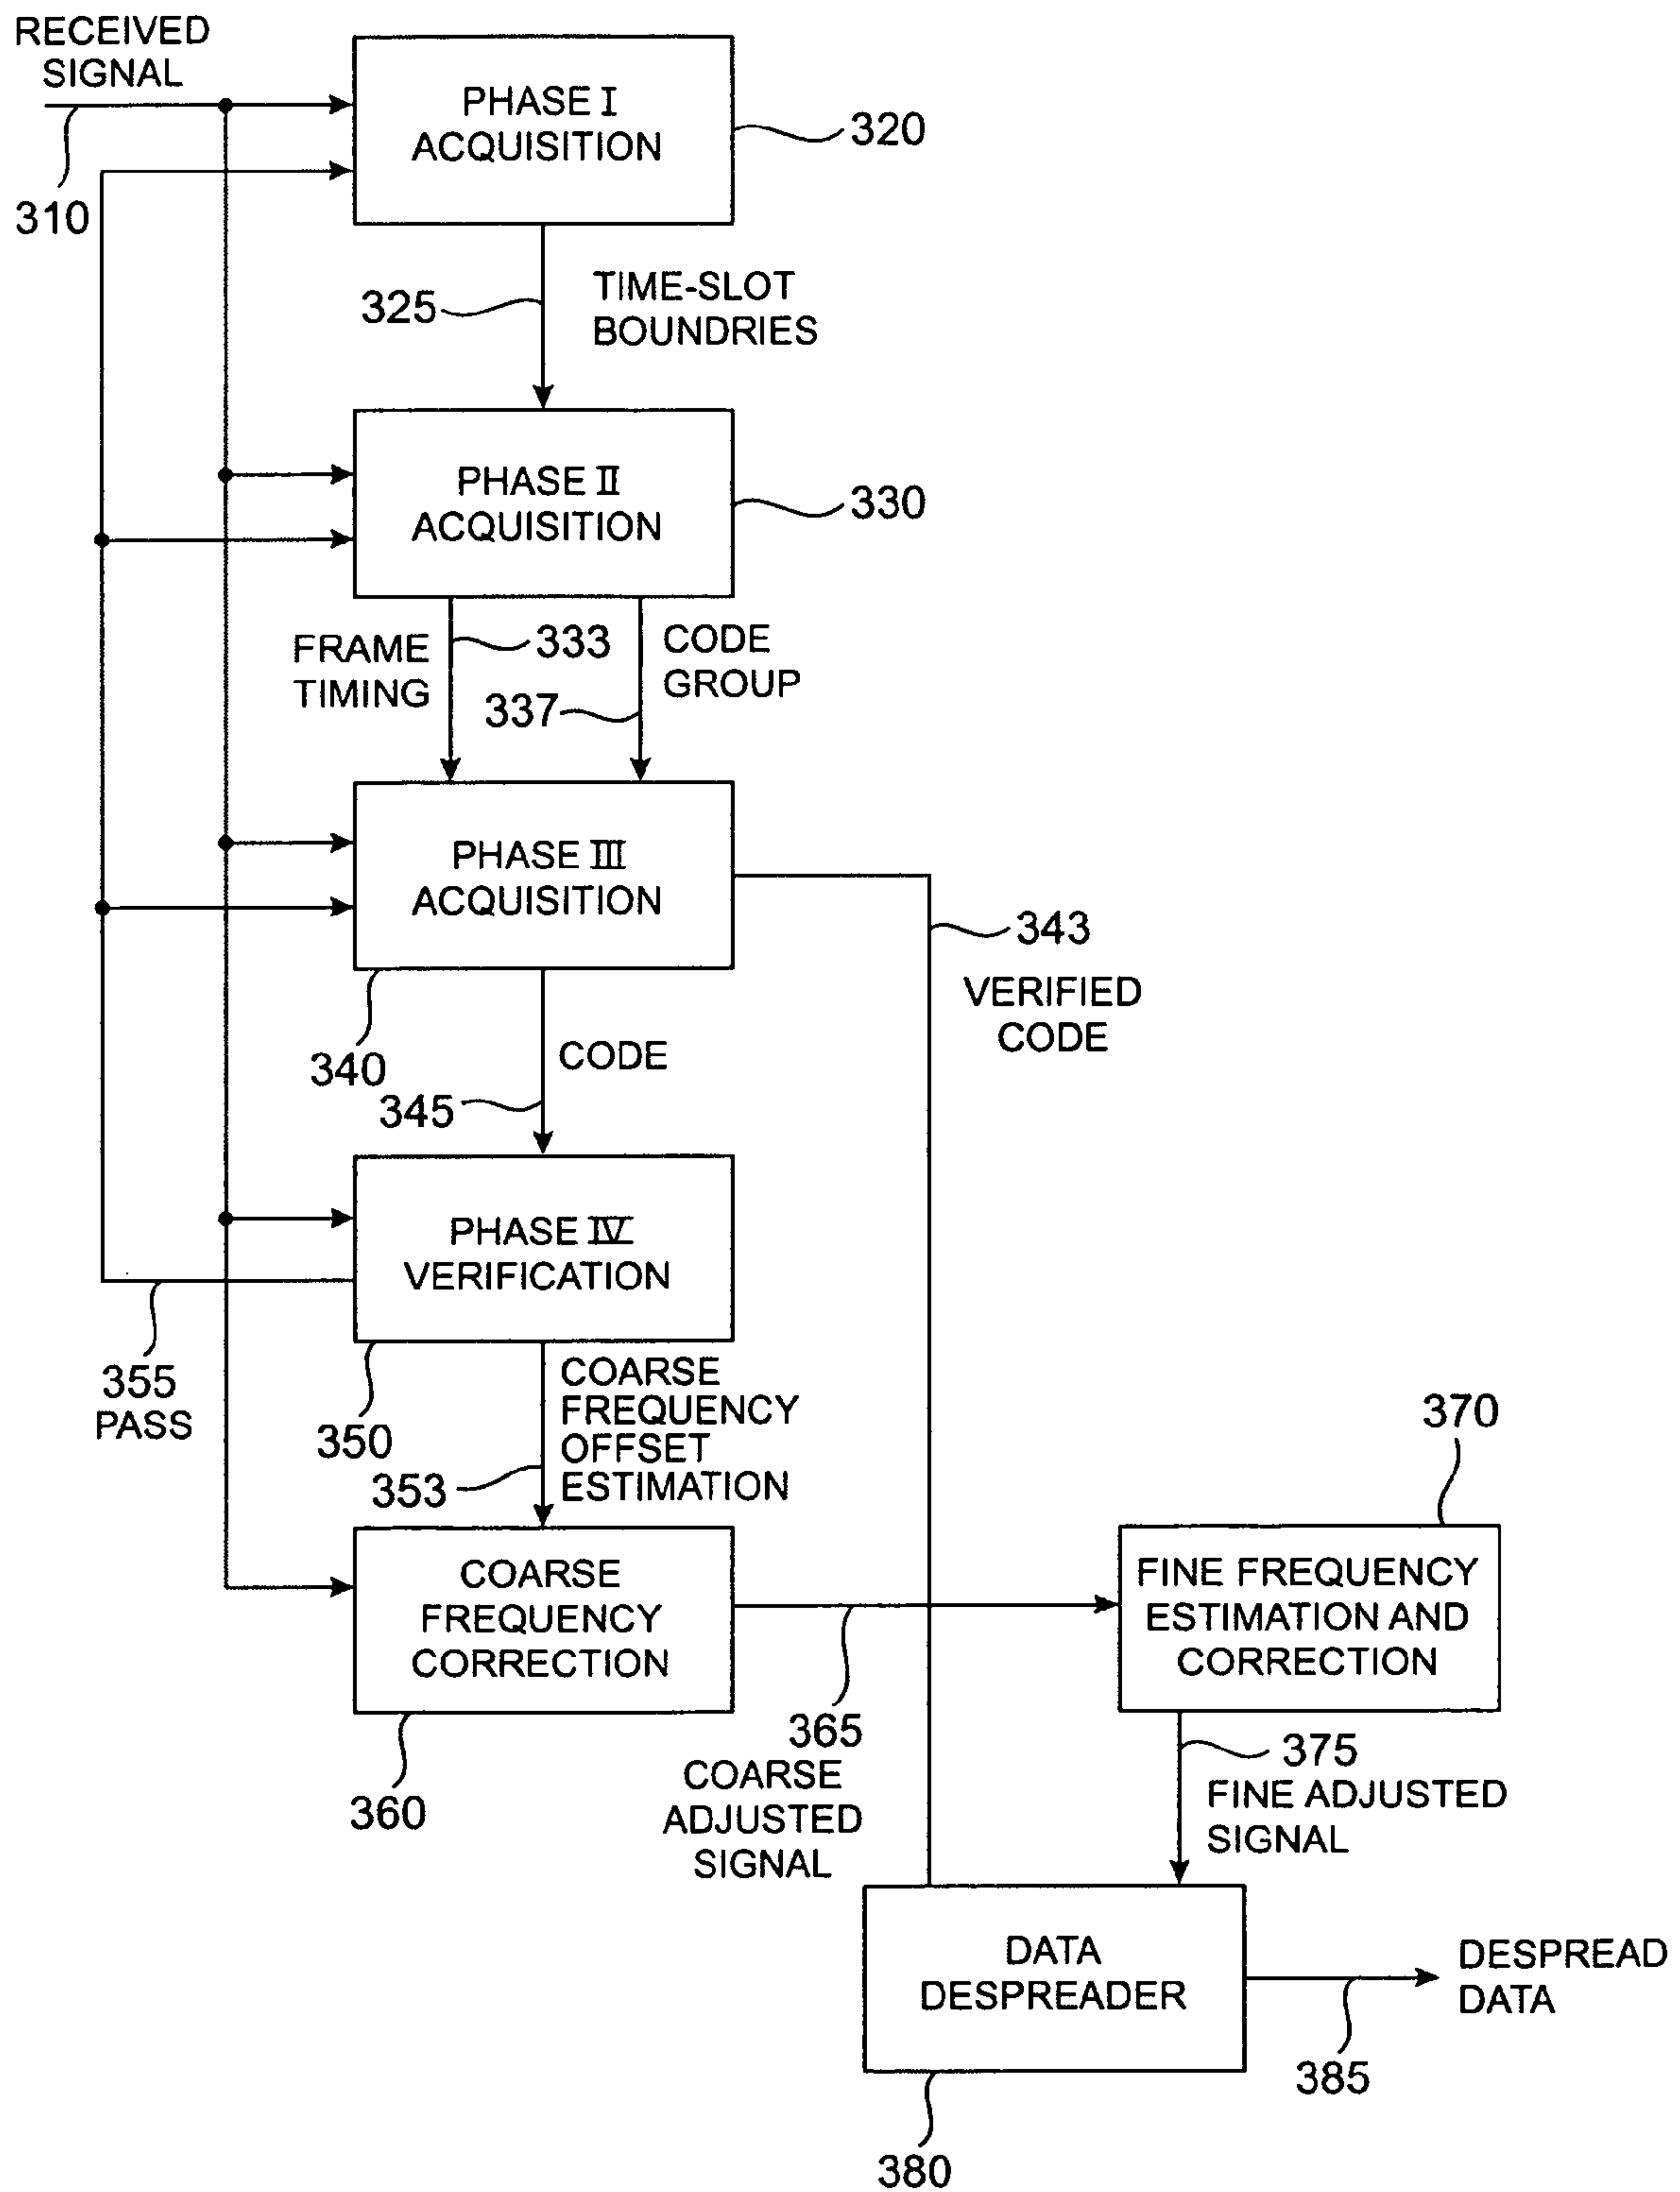 RECEIVED
SIGNAL
310
PHASE I
ACQUISITION
320
325
TIME-SLOT
BOUNDRIES
PHASE II
ACQUISITION
330
FRAME
TIMING
333
CODE
GROUP
337
PHASE III
ACQUISITION
340
343
VERIFIED
CODE
CODE
345
PHASE IV
VERIFICATION
355
PASS
350
COARSE
FREQUENCY
OFFSET
ESTIMATION
353
COARSE
FREQUENCY
CORRECTION
360
365
COARSE
ADJUSTED
SIGNAL
370
FINE FREQUENCY
ESTIMATION AND
CORRECTION
375
FINE ADJUSTED
SIGNAL
DATA
DESPREADER
380
DESPREAD
DATA
385